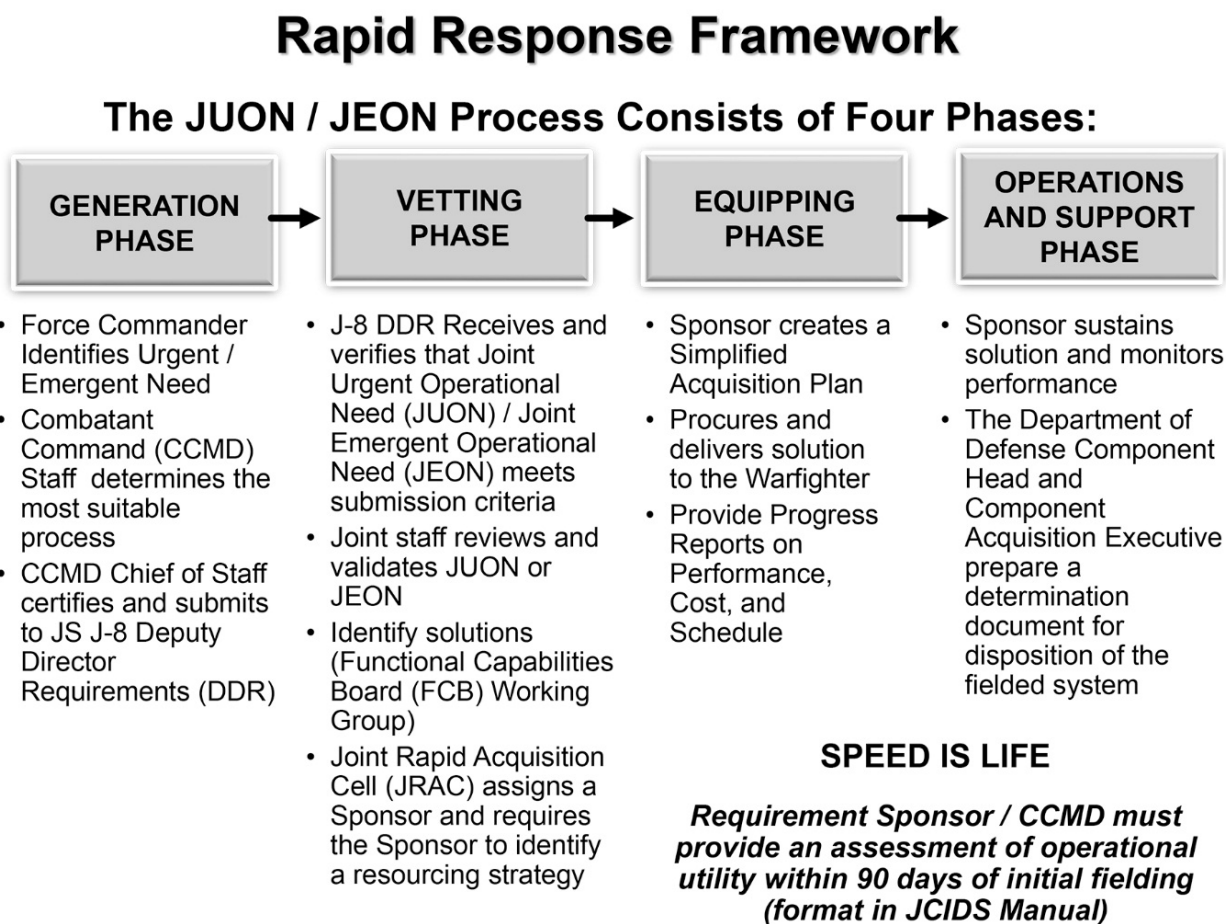 Rapid Response Framework
The JUON / JEON Process Consists of Four Phases:
GENERATION
PHASE
VETTING
PHASE
EQUIPPING
PHASE
OPERATIONS
AND SUPPORT
PHASE
• Force Commander
Identifies Urgent /
Emergent Need
• Combatant
Command (CCMD)
Staff determines the
most suitable
process
• CCMD Chief of Staff
certifies and submits
to JS J-8 Deputy
Director
Requirements (DDR)
• J-8 DDR Receives and
verifies that Joint
Urgent Operational
Need (JUON) / Joint
Emergent Operational
Need (JEON) meets
submission criteria
• Joint staff reviews and
validates JUON or
JEON
• Identify solutions
(Functional Capabilities
Board (FCB) Working
Group)
• Joint Rapid Acquisition
Cell (JRAC) assigns a
Sponsor and requires
the Sponsor to identify
a resourcing strategy
• Sponsor creates a
Simplified
Acquisition Plan
• Procures and
delivers solution
to the Warfighter
• Provide Progress
Reports on
Performance,
Cost, and
Schedule
• Sponsor sustains
solution and monitors
performance
• The Department of
Defense Component
Head and
Component
Acquisition Executive
prepare a
determination
document for
disposition of the
fielded system
SPEED IS LIFE
Requirement Sponsor / CCMD must
provide an assessment of operational
utility within 90 days of initial fielding
(format in JCIDS Manual)